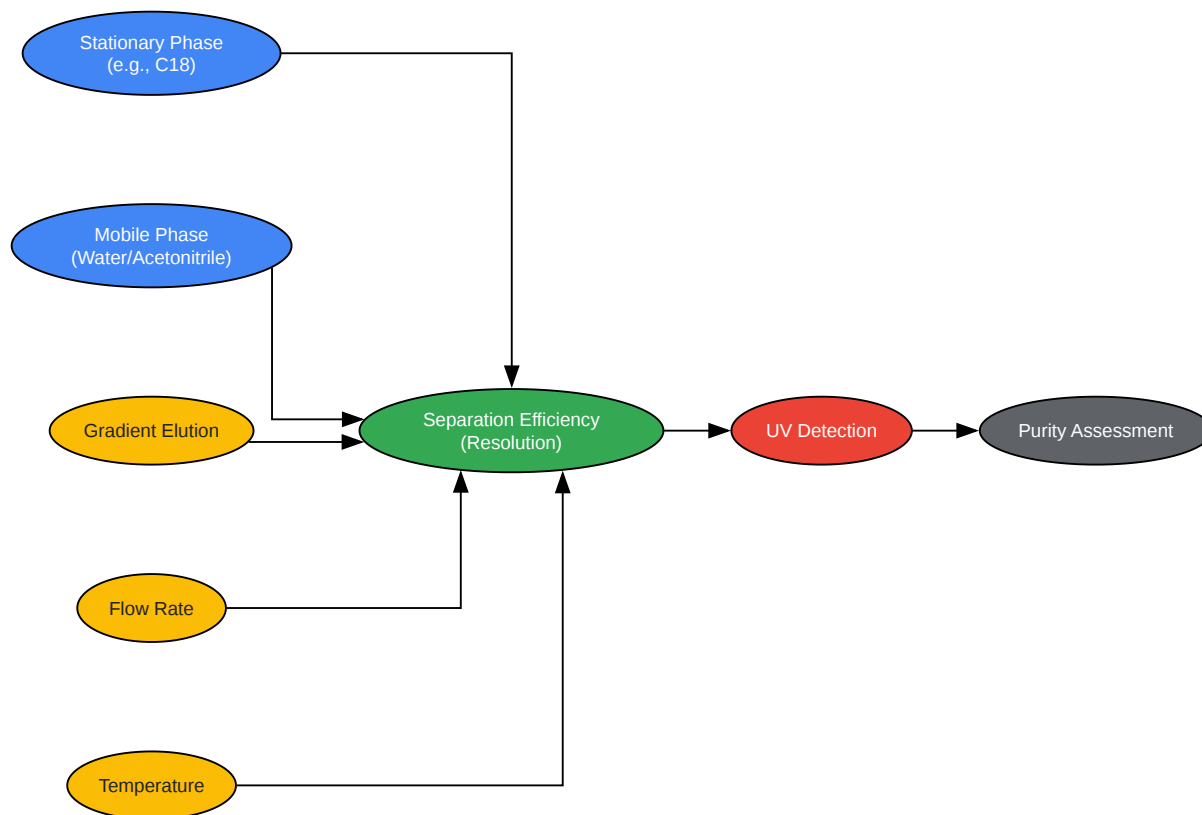 Stationary Phase
(e.g., C18)
Mobile Phase
(Water/Acetonitrile)
Gradient Elution
Separation Efficiency
(Resolution)
UV Detection
Purity Assessment
Flow Rate
Temperature